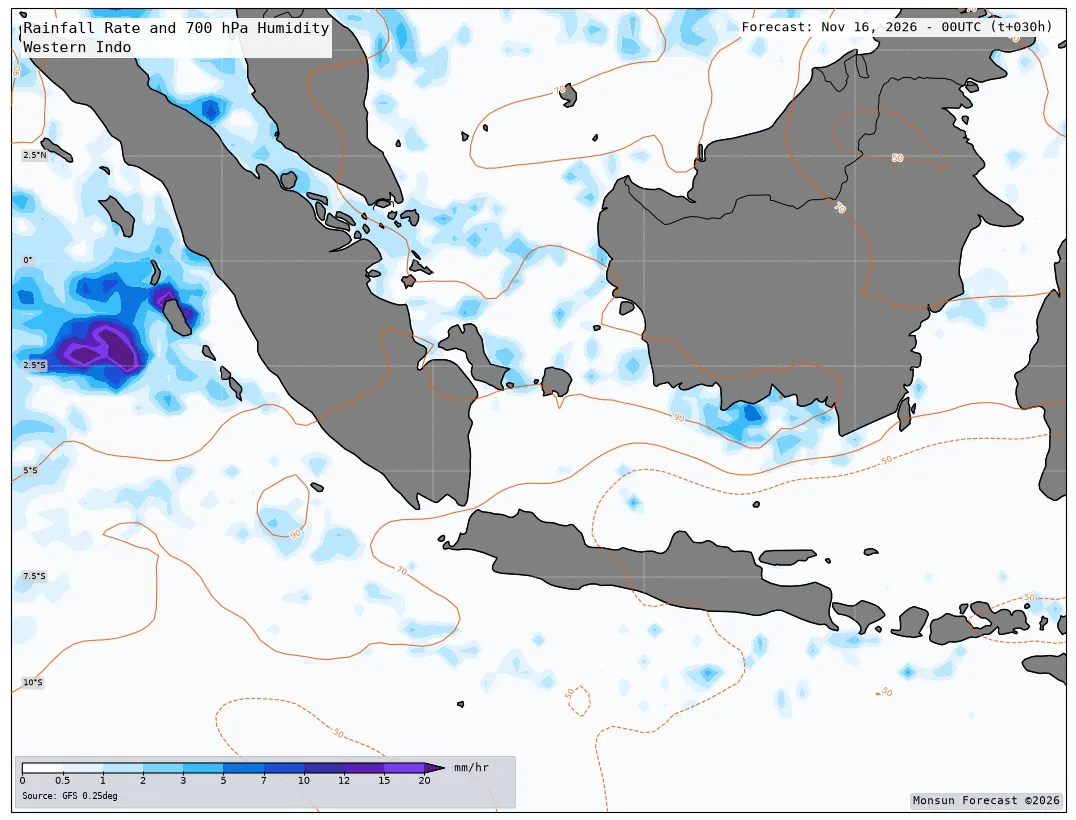 Rainfall Rate and 700 hPa Humidity
Western Indo
Forecast: Nov 16, 2026 - 00UTC (t+030h)
90
70
2.5°N
50
70
0°
2.5°S
90
50
5°S
90
70
7.5°S
50
10°S
50
-50
50
mm/hr
0 0.5 1 2 3 5 7 10 12 15 20
Source: GFS 0.25deg
Monsun Forecast ©2026